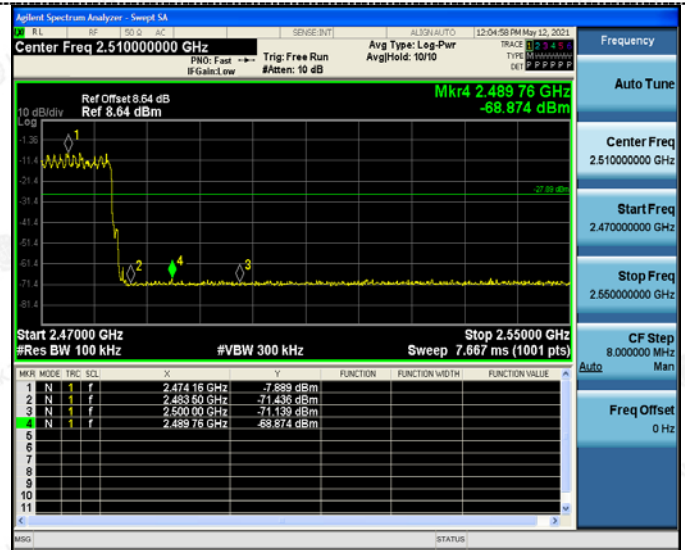 Agilent Spectrum Analyzer - Swept SA
RL RF 50 Ω AC SENSE:INT ALIGN AUTO 12:04:58 PM May 12, 2021
Center Freq 2.510000000 GHz
PNO: Fast
IFGain:Low
Trig: Free Run
#Atten: 10 dB
Avg Type: Log-Pwr
Avg|Hold: 10/10
TRACE 1 2 3 4 5 6
TYPE M W W W W W
DET P P P P P P
Ref Offset 8.64 dB
10 dB/div Ref 8.64 dBm
Log
Mkr4 2.489 76 GHz
-68.874 dBm
-1.36
-11.4
-21.4
-31.4
-41.4
-51.4
-61.4
-71.4
-81.4
1
2
4
3
-27.89 dBm
Start 2.47000 GHz Stop 2.55000 GHz
#Res BW 100 kHz #VBW 300 kHz Sweep 7.667 ms (1001 pts)
MKR MODE TRC SCL X Y FUNCTION FUNCTION WIDTH FUNCTION VALUE
1 N 1 f 2.474 16 GHz -7.889 dBm
2 N 1 f 2.483 50 GHz -71.436 dBm
3 N 1 f 2.500 00 GHz -71.139 dBm
4 N 1 f 2.489 76 GHz -68.874 dBm
5
6
7
8
9
10
11
MSG STATUS
Frequency
Auto Tune
Center Freq
2.510000000 GHz
Start Freq
2.470000000 GHz
Stop Freq
2.550000000 GHz
CF Step
8.000000 MHz
Auto Man
Freq Offset
0 Hz